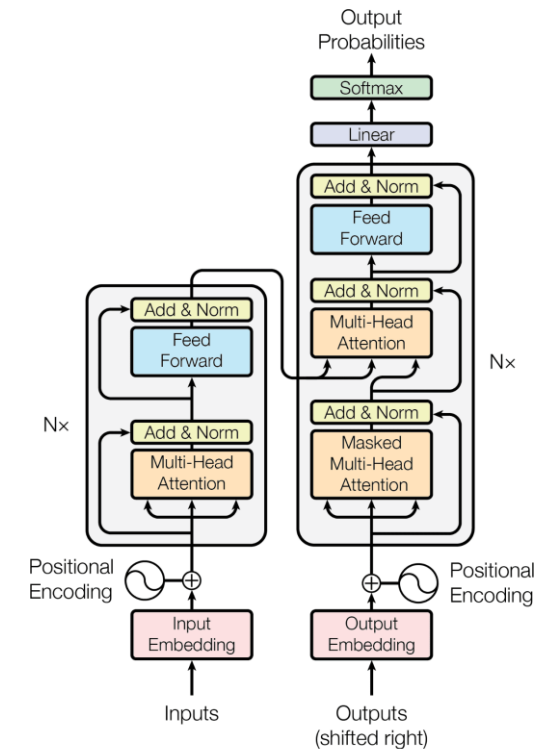 Output
Probabilities
Softmax
Linear
Add & Norm
Feed
Forward
Add & Norm
Multi-Head
Attention
Nx
Add & Norm
Masked
Multi-Head
Attention
Add & Norm
Feed
Forward
Nx
Add & Norm
Multi-Head
Attention
Positional
Encoding
Positional
Encoding
Input
Embedding
Output
Embedding
Inputs
Outputs
(shifted right)